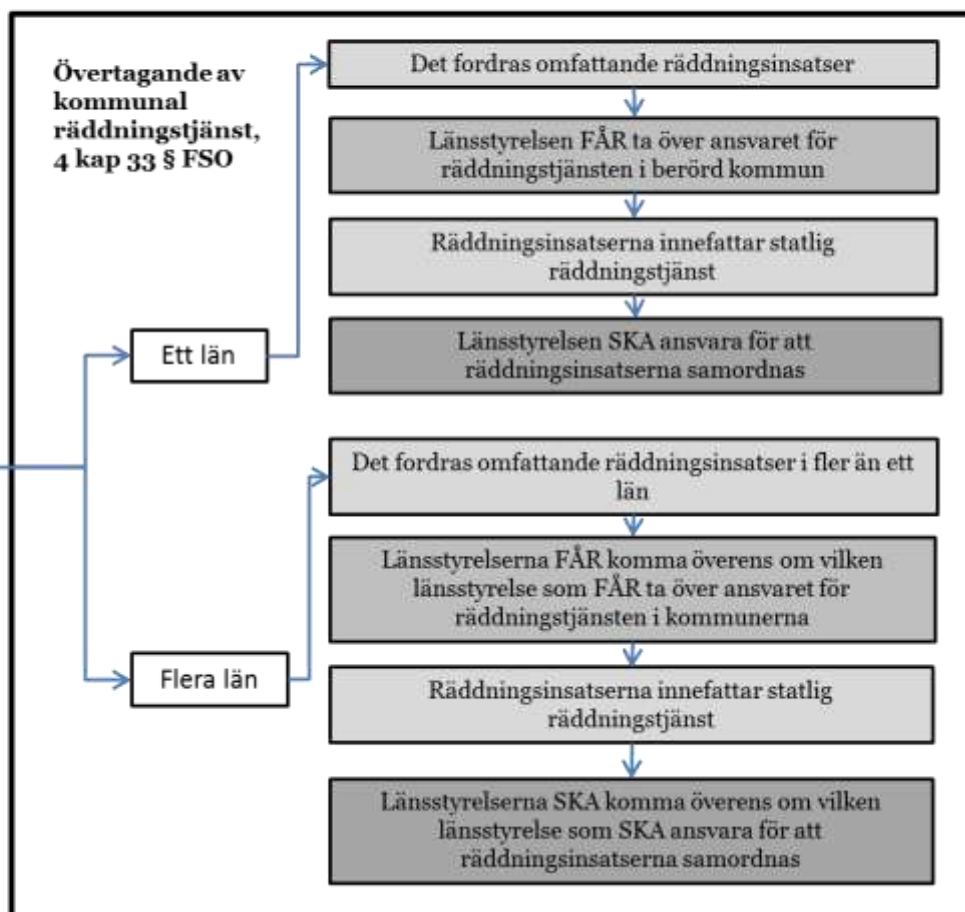 Övertagande av
kommunal
räddningstjänst,
4 kap 33 § FSO
Det fordras omfattande räddningsinsatser
Länsstyrelsen FÅR ta över ansvaret för
räddningstjänsten i berörd kommun
Räddningsinsatserna innefattar statlig
räddningstjänst
Ett län
Länsstyrelsen SKA ansvara för att
räddningsinsatserna samordnas
Det fordras omfattande räddningsinsatser i fler än ett
län
Länsstyrelserna FÅR komma överens om vilken
länsstyrelse som FÅR ta över ansvaret för
räddningstjänsten i kommunerna
Flera län
Räddningsinsatserna innefattar statlig
räddningstjänst
Länsstyrelserna SKA komma överens om vilken
länsstyrelse som SKA ansvara för att
räddningsinsatserna samordnas